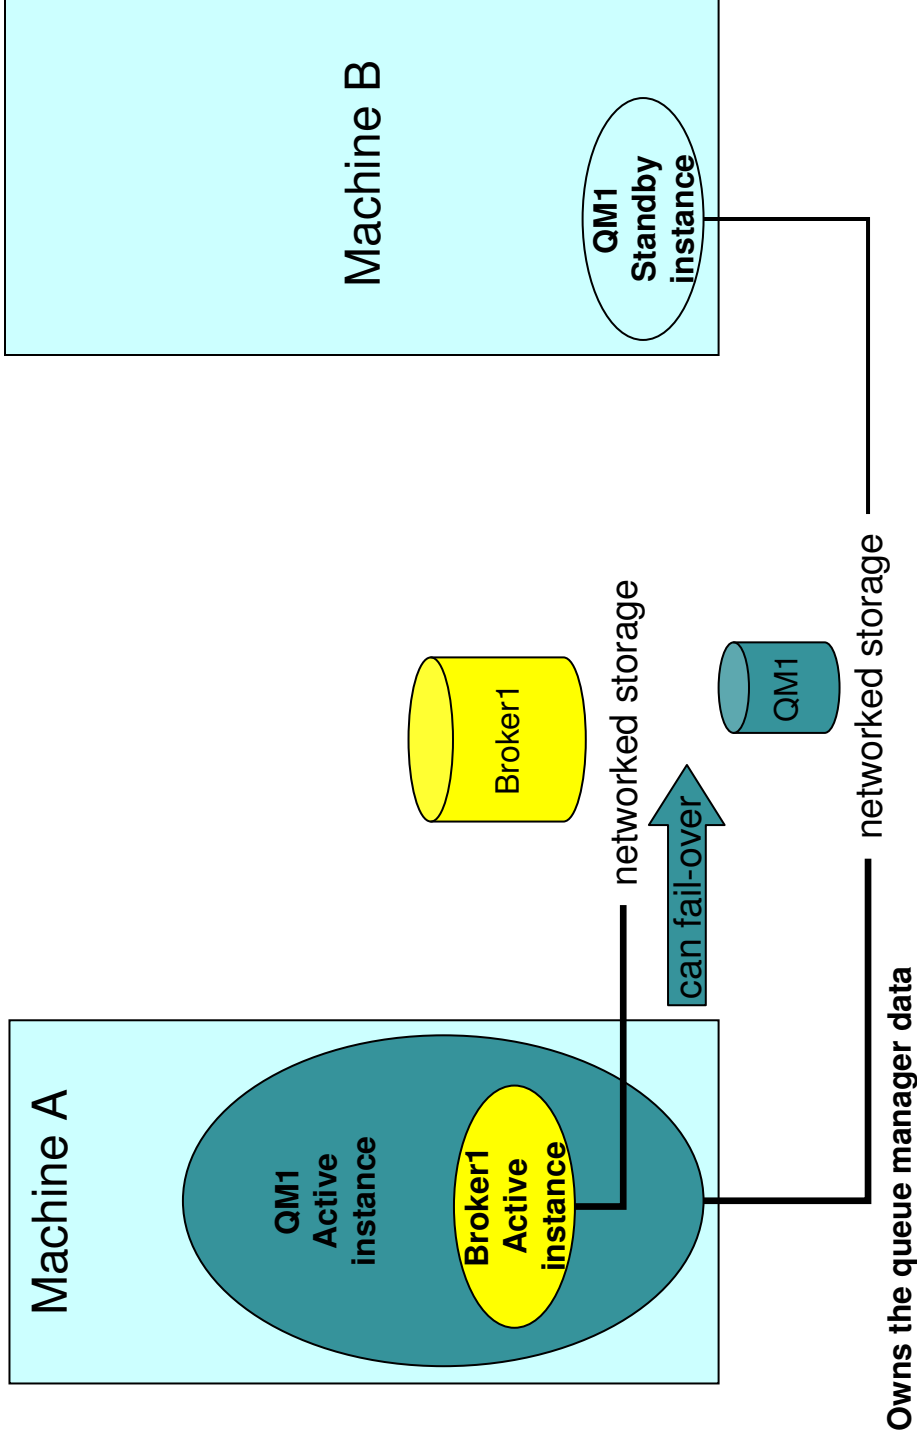 Machine A
Machine B
QM1
Active
instance
Broker1
Active
instance
Broker1
networked storage
can fail-over
QM1
QM1
Standby
instance
networked storage
Owns the queue manager data